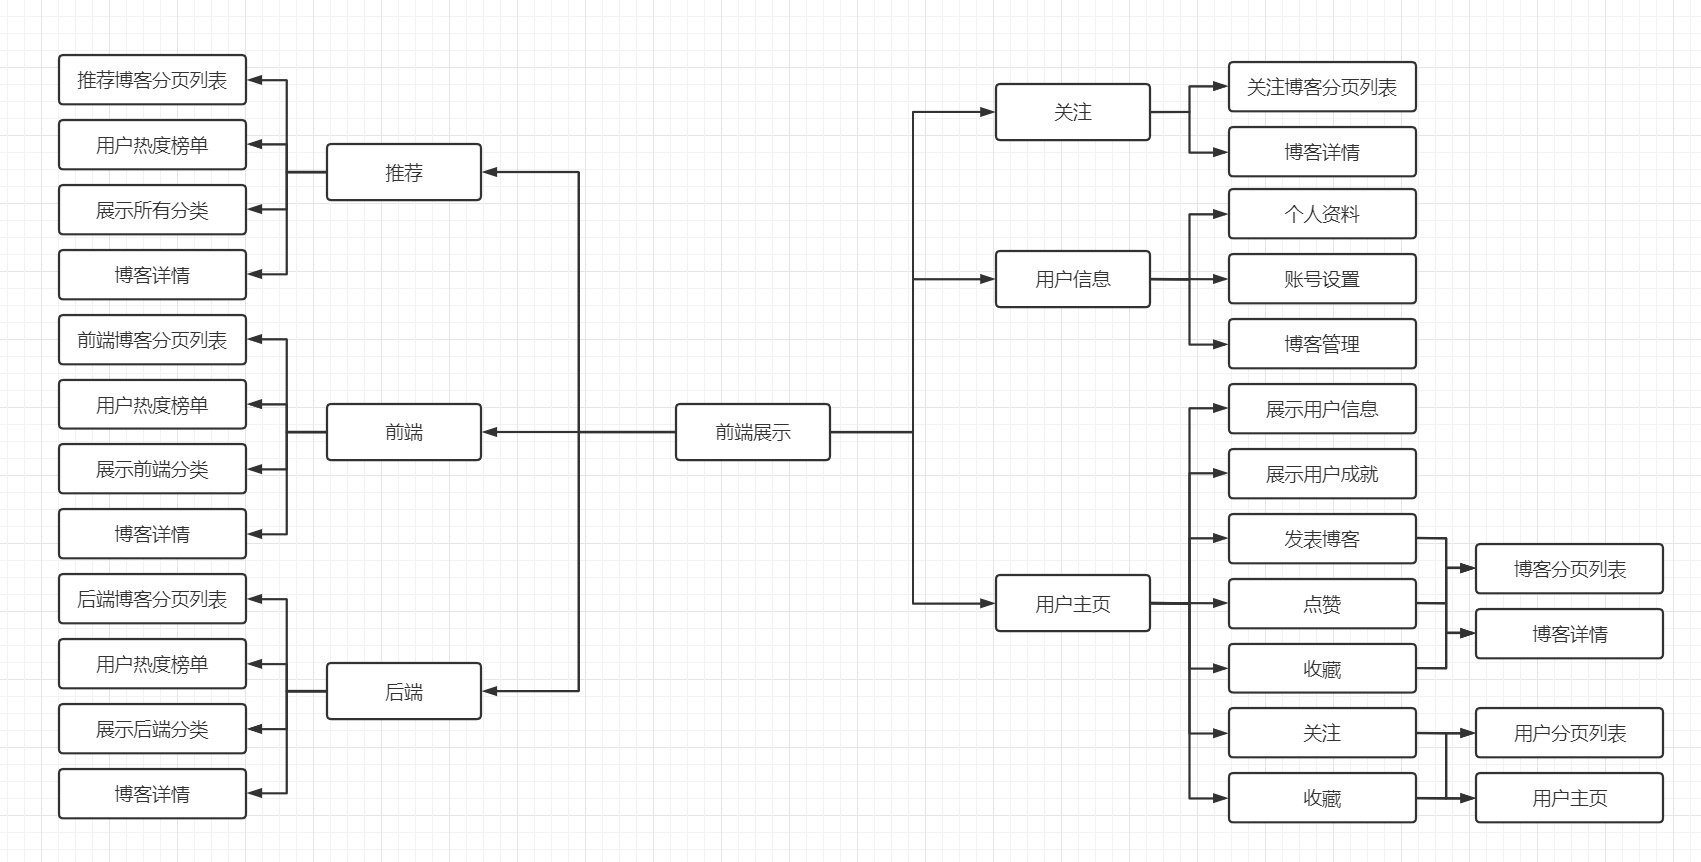 推荐博客分页列表
用户热度榜单
展示所有分类
博客详情
推荐
前端博客分页列表
用户热度榜单
展示前端分类
博客详情
前端
后端博客分页列表
用户热度榜单
展示后端分类
博客详情
后端
前端展示
关注
关注博客分页列表
博客详情
用户信息
个人资料
账号设置
博客管理
用户主页
展示用户信息
展示用户成就
发表博客
点赞
收藏
博客分页列表
博客详情
关注
收藏
用户分页列表
用户主页